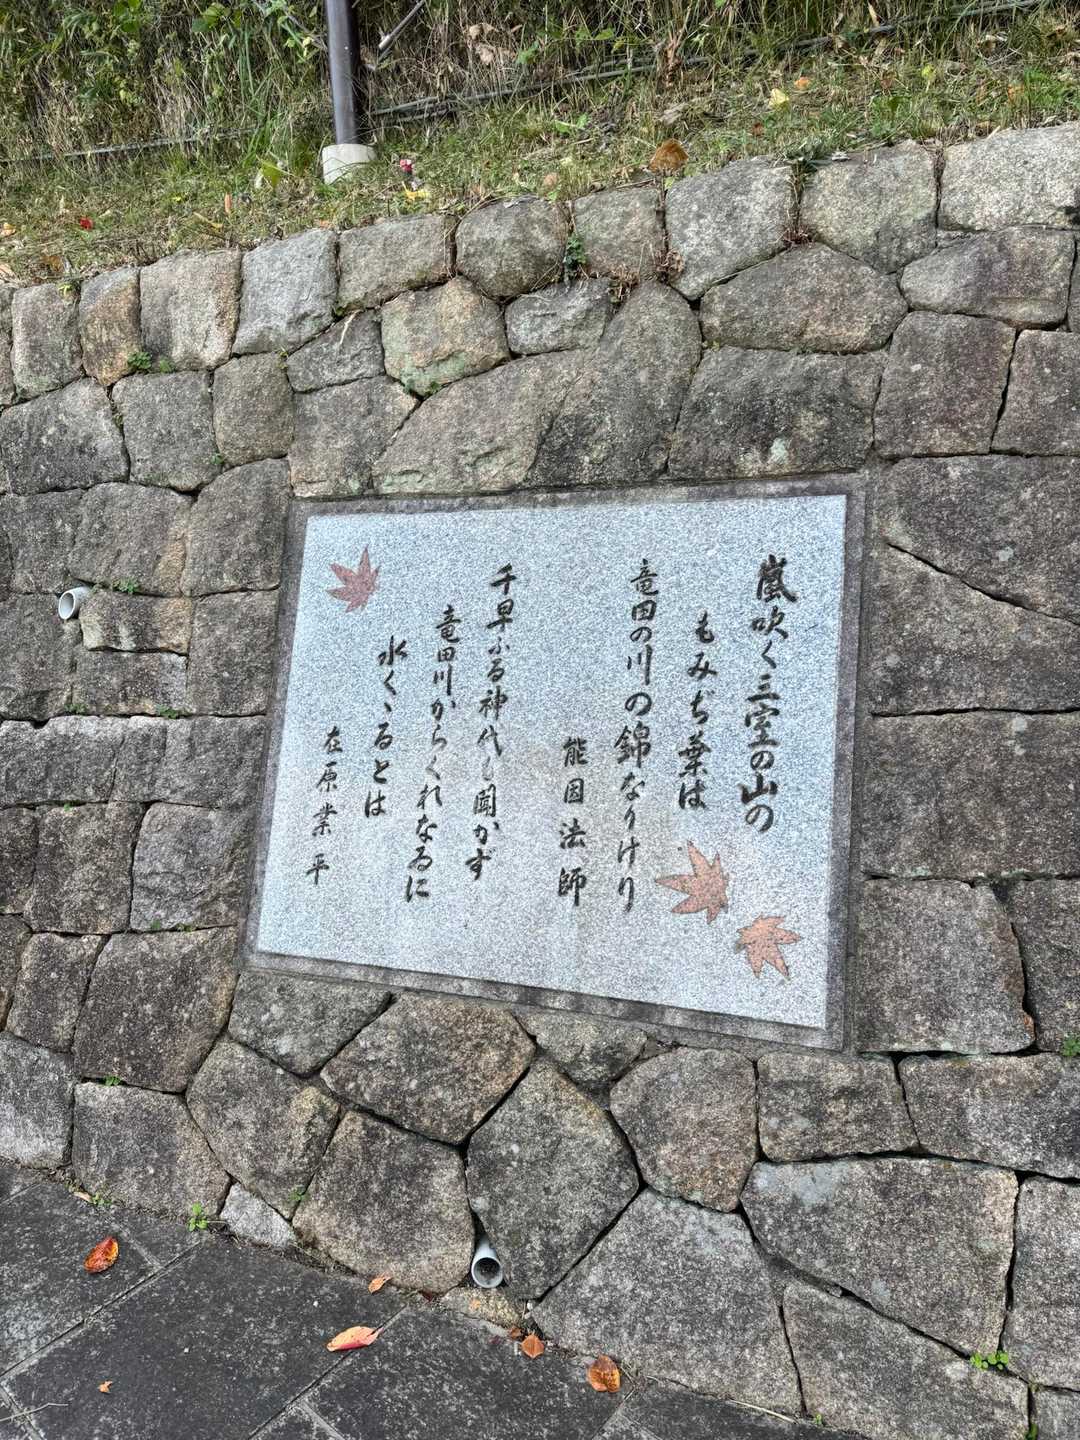 嵐吹く三室の山の
もみぢ葉は
竜田の川の錦なりけり
能因法師
千早ふる神代も聞かず
竜田川からくれなゐに
水くゝるとは
在原業平